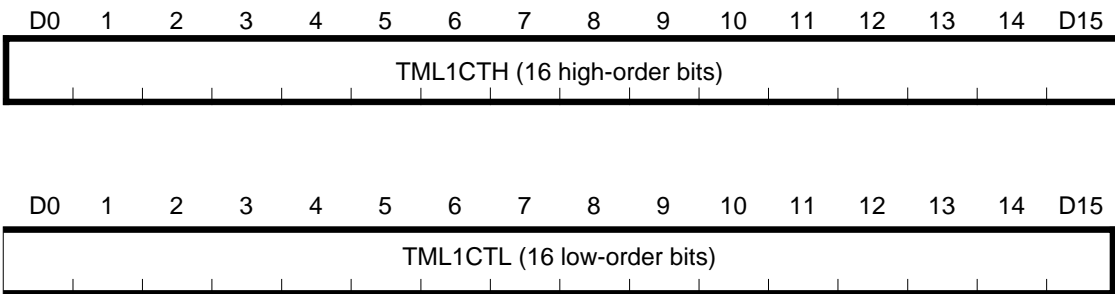 D0 1 2 3 4 5 6 7 8 9 10 11 12 13 14 D15
TML1CTH (16 high-order bits)
D0 1 2 3 4 5 6 7 8 9 10 11 12 13 14 D15
TML1CTL (16 low-order bits)